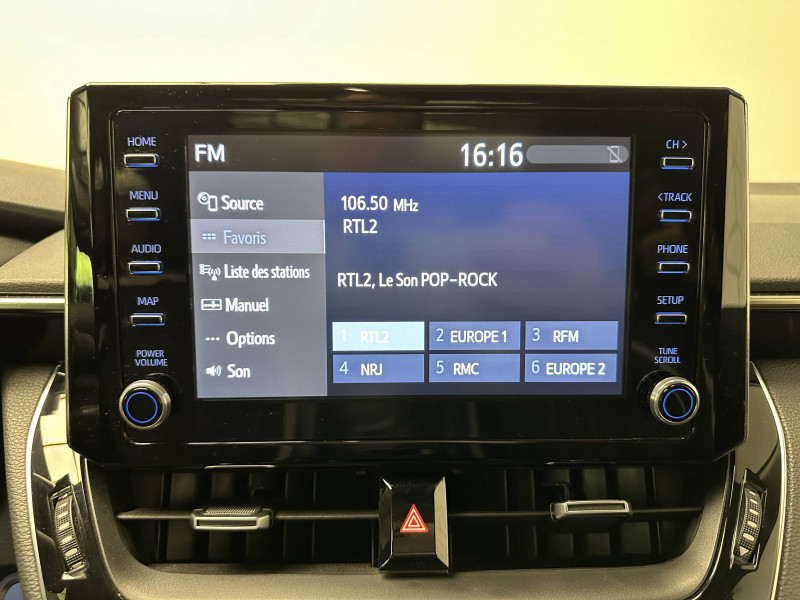 HOME
MENU
AUDIO
MAP
POWER
VOLUME
FM
16:16
Source
Favoris
Liste des stations
Manuel
Options
Son
106.50 MHz
RTL2
RTL2, Le Son POP-ROCK
1 RTL2
2 EUROPE 1
3 RFM
4 NRJ
5 RMC
6 EUROPE 2
CH >
< TRACK
PHONE
SETUP
TUNE
SCROLL